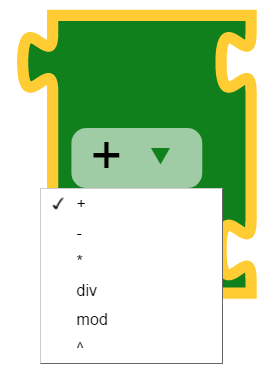 +
✓ +
-
*
div
mod
^